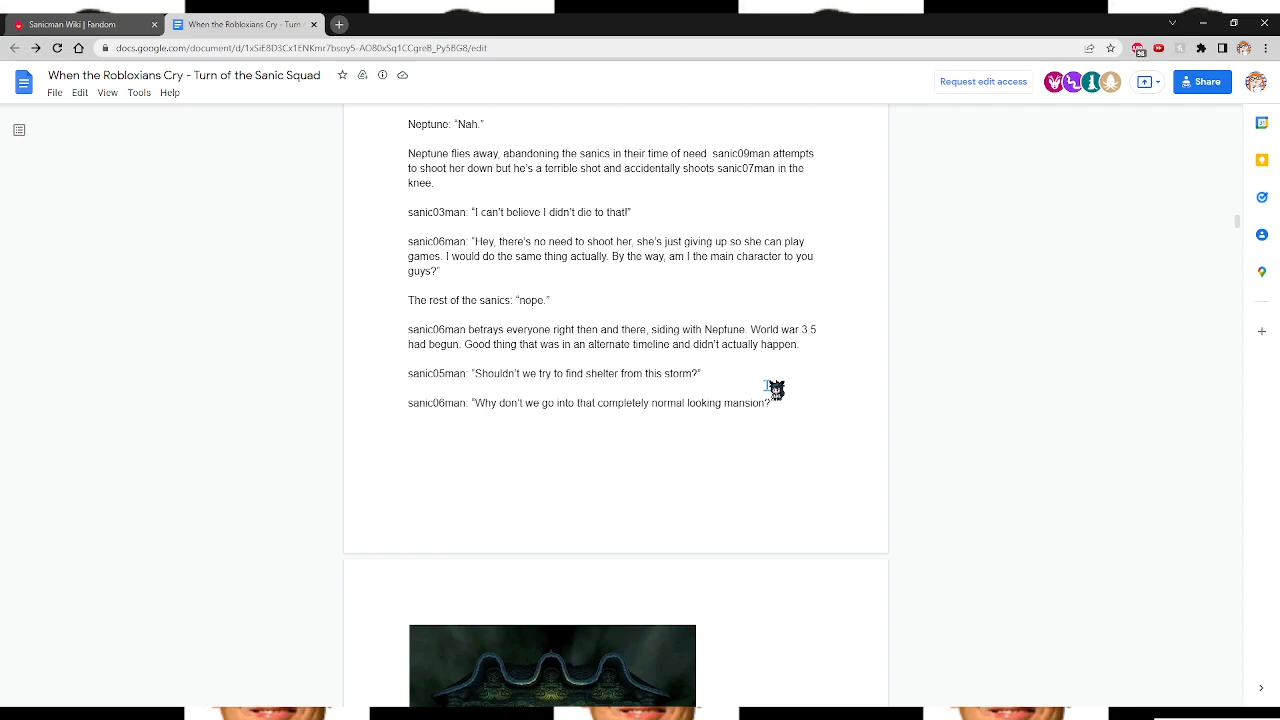 Sanicman Wiki | Fandom
When the Robloxians Cry - Turn
docs.google.com/document/d/1xSiE8D3Cx1ENKmr7bsoy5-AO80xSq1CCgreB_Py5BG8/edit
When the Robloxians Cry - Turn of the Sanic Squad
File Edit View Tools Help
Request edit access
Share
Neptune: “Nah.”
Neptune flies away, abandoning the sanics in their time of need. sanic09man attempts
to shoot her down but he’s a terrible shot and accidentally shoots sanic07man in the
knee.
sanic03man: “I can’t believe I didn’t die to that!”
sanic06man: “Hey, there’s no need to shoot her, she’s just giving up so she can play
games. I would do the same thing actually. By the way, am I the main character to you
guys?”
The rest of the sanics: “nope.”
sanic06man betrays everyone right then and there, siding with Neptune. World war 3.5
had begun. Good thing that was in an alternate timeline and didn’t actually happen.
sanic05man: “Shouldn’t we try to find shelter from this storm?”
sanic06man: “Why don’t we go into that completely normal looking mansion?”